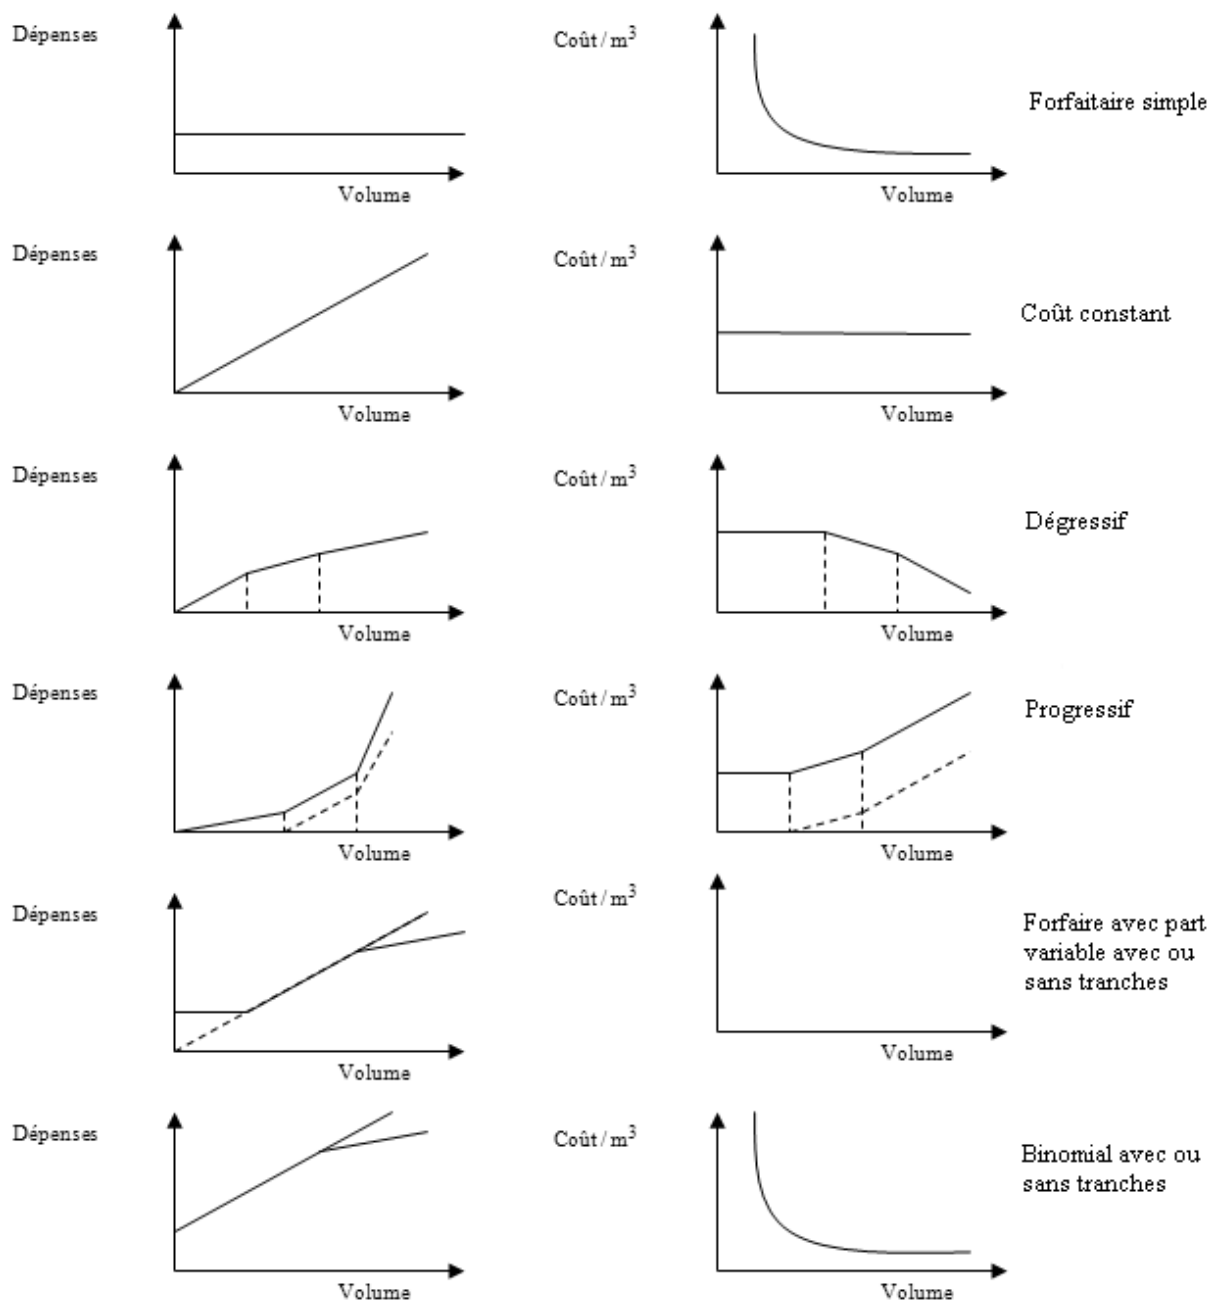 Dépenses
Coût / m³
Forfaitaire simple
Volume
Volume
Dépenses
Coût / m³
Coût constant
Volume
Volume
Dépenses
Coût / m³
Dégressif
Volume
Volume
Dépenses
Coût / m³
Progressif
Volume
Volume
Dépenses
Coût / m³
Forfaire avec part
variable avec ou
sans tranches
Volume
Volume
Dépenses
Coût / m³
Binomial avec ou
sans tranches
Volume
Volume